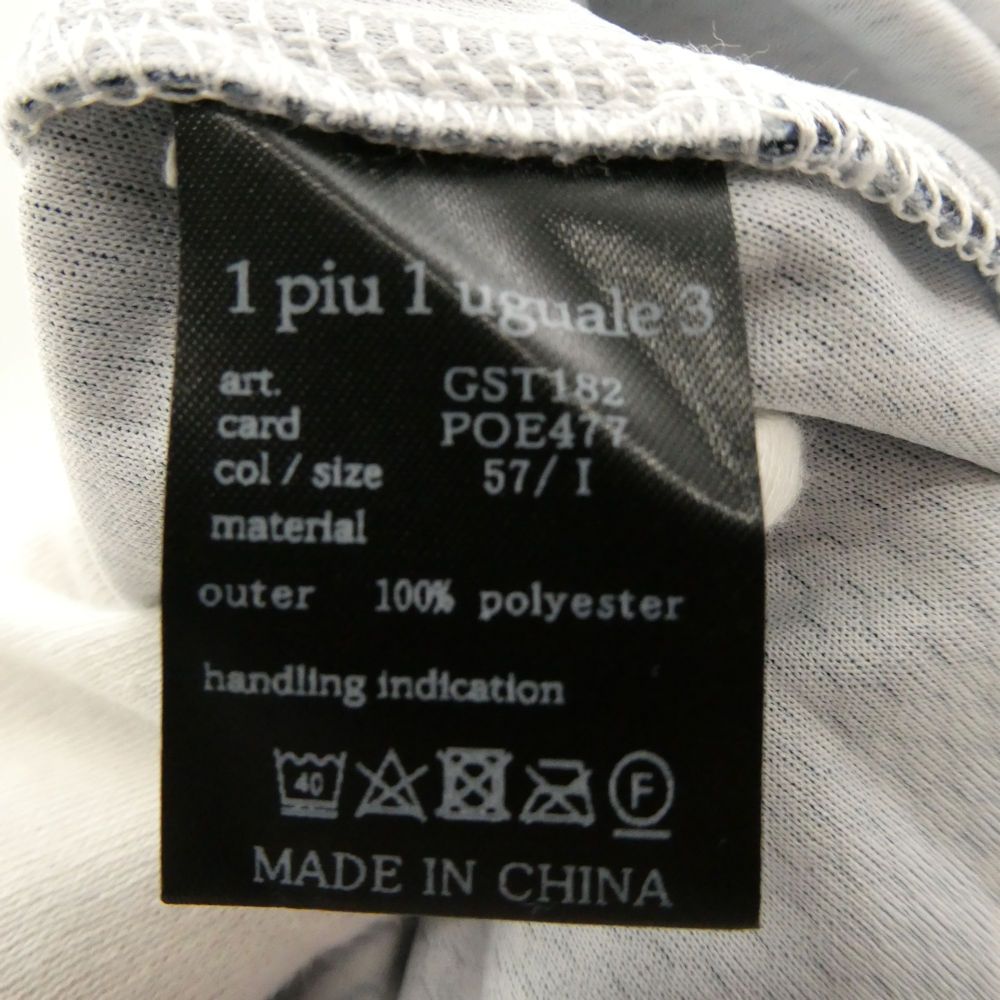 1 piu 1 uguale 3
art. GST182
card POE477
col / size 57/ I
material
outer 100% polyester
handling indication
40 F
MADE IN CHINA